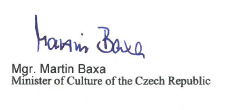 Martin Baxa
Mgr. Martin Baxa
Minister of Culture of the Czech Republic